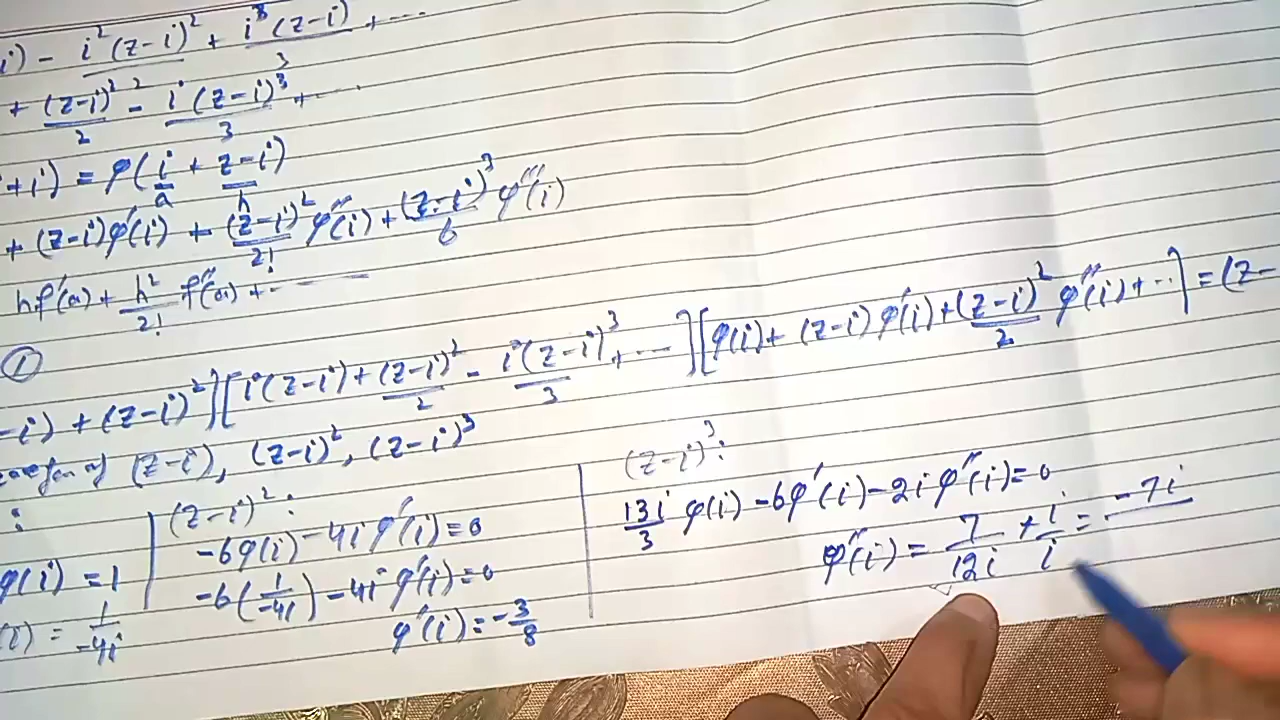 i) - i²(z-i)² + i³(z-i)/3 + ...
+ (z-i)²/2 - i(z-i)³/3 + ...
+i) = φ(i/a + z-i/h)
+ (z-i)φ'(i) + (z-i)²/2! φ''(i) + (z-i)³/6 φ'''(i)
hf'(a) + h²/2! f''(a) + ...
①
-i) + (z-i)²][i(z-i) + (z-i)²/2 - i(z-i)³/3 + ...][φ(i) + (z-i)φ'(i) + (z-i)²/2 φ''(i) + ...] = (z-
of (z-i), (z-i)², (z-i)³
:
φ(i) = 1
(i) = 1/-4i
(z-i)²:
-6φ(i) - 4iφ'(i) = 0
-6(1/-4i) - 4iφ'(i) = 0
φ'(i) = -3/8
(z-i)³:
13i/3 φ(i) - 6φ'(i) - 2iφ''(i) = 0
φ''(i) = 7/12i + i/i = -7i